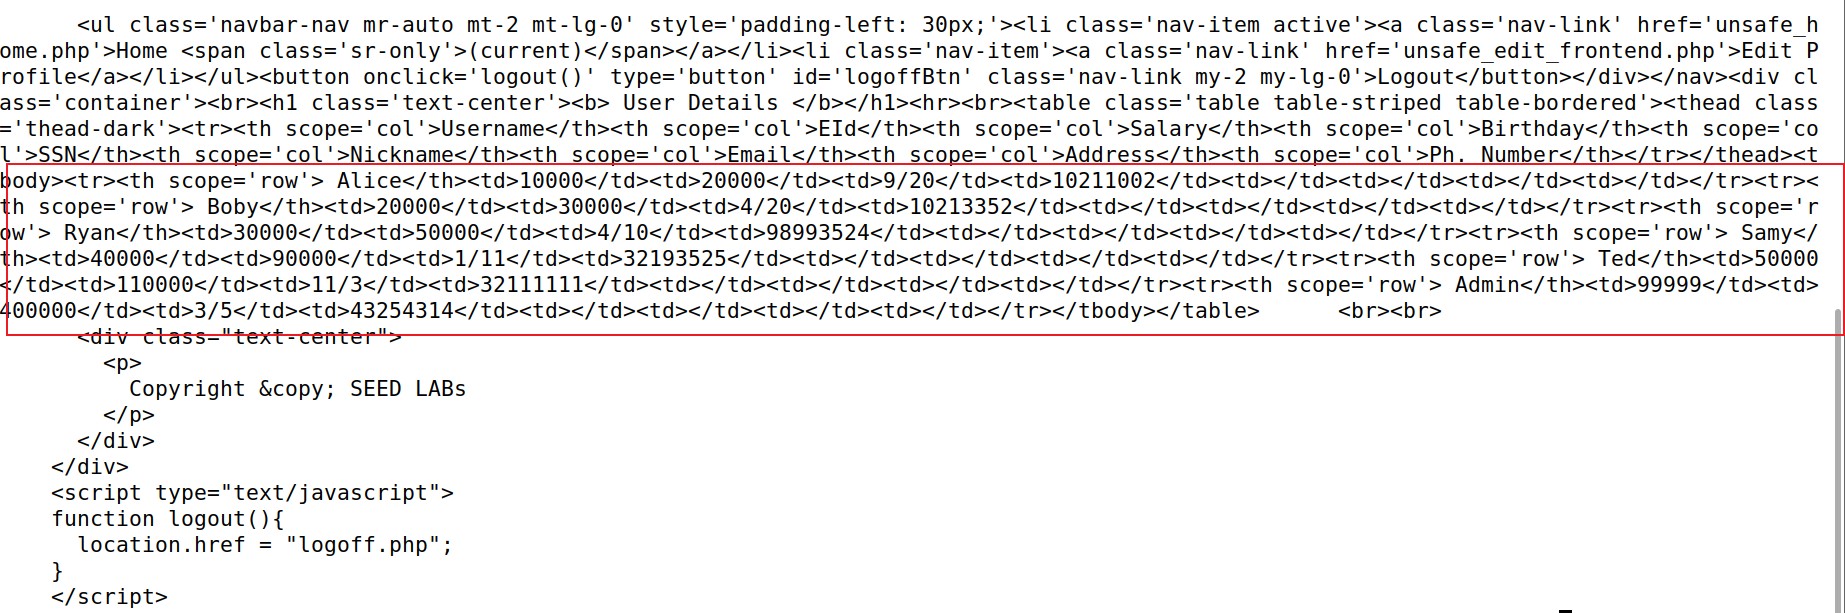 <ul class='navbar-nav mr-auto mt-2 mt-lg-0' style='padding-left: 30px;'><li class='nav-item active'><a class='nav-link' href='unsafe_h
ome.php'>Home <span class='sr-only'>(current)</span></a></li><li class='nav-item'><a class='nav-link' href='unsafe_edit_frontend.php'>Edit P
rofile</a></li></ul><button onclick='logout()' type='button' id='logoffBtn' class='nav-link my-2 my-lg-0'>Logout</button></div></nav><div cl
ass='container'><br><h1 class='text-center'><b> User Details </b></h1><hr><br><table class='table table-striped table-bordered'><thead class
='thead-dark'><tr><th scope='col'>Username</th><th scope='col'>EId</th><th scope='col'>Salary</th><th scope='col'>Birthday</th><th scope='co
l'>SSN</th><th scope='col'>Nickname</th><th scope='col'>Email</th><th scope='col'>Address</th><th scope='col'>Ph. Number</th></tr></thead><t
body><tr><th scope='row'> Alice</th><td>10000</td><td>20000</td><td>9/20</td><td>10211002</td><td></td><td></td><td></td><td></td></tr><tr><
th scope='row'> Boby</th><td>20000</td><td>30000</td><td>4/20</td><td>10213352</td><td></td><td></td><td></td><td></td></tr><tr><th scope='r
ow'> Ryan</th><td>30000</td><td>50000</td><td>4/10</td><td>98993524</td><td></td><td></td><td></td><td></td></tr><tr><th scope='row'> Samy</
th><td>40000</td><td>90000</td><td>1/11</td><td>32193525</td><td></td><td></td><td></td><td></td></tr><tr><th scope='row'> Ted</th><td>50000
</td><td>110000</td><td>11/3</td><td>32111111</td><td></td><td></td><td></td><td></td></tr><tr><th scope='row'> Admin</th><td>99999</td><td>
400000</td><td>3/5</td><td>43254314</td><td></td><td></td><td></td><td></td></tr></tbody></table>      <br><br>
      <div class="text-center">
        <p>
          Copyright &copy; SEED LABs
        </p>
      </div>
    </div>
    <script type="text/javascript">
    function logout(){
      location.href = "logoff.php";
    }
    </script>